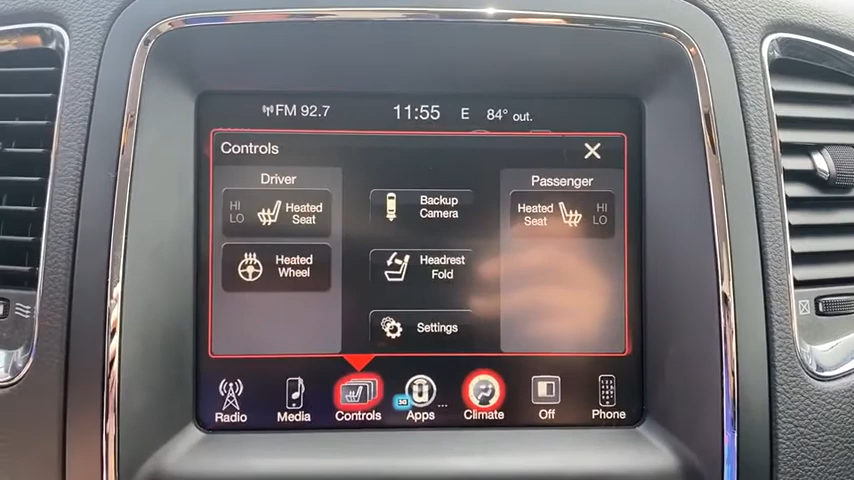 FM 92.7 11:55 E 84° out.
Controls X
Driver
HI
LO
Heated
Seat
Heated
Wheel
Backup
Camera
Headrest
Fold
Settings
Passenger
Heated
Seat
HI
LO
Radio Media Controls 3G Apps Climate Off Phone